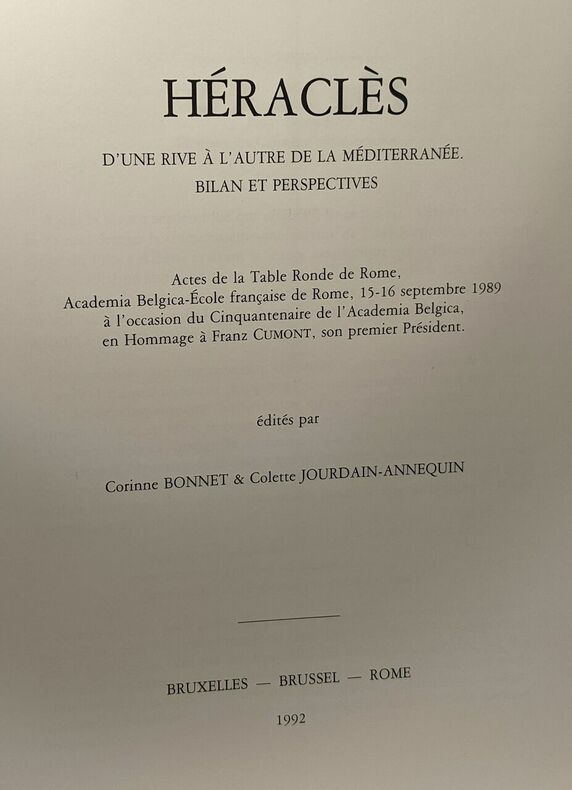 HÉRACLÈS
D'UNE RIVE À L'AUTRE DE LA MÉDITERRANÉE.
BILAN ET PERSPECTIVES
Actes de la Table Ronde de Rome,
Academia Belgica-École française de Rome, 15-16 septembre 1989
à l'occasion du Cinquantenaire de l'Academia Belgica,
en Hommage à Franz CUMONT, son premier Président.
édités par
Corinne BONNET & Colette JOURDAIN-ANNEQUIN
BRUXELLES — BRUSSEL — ROME
1992